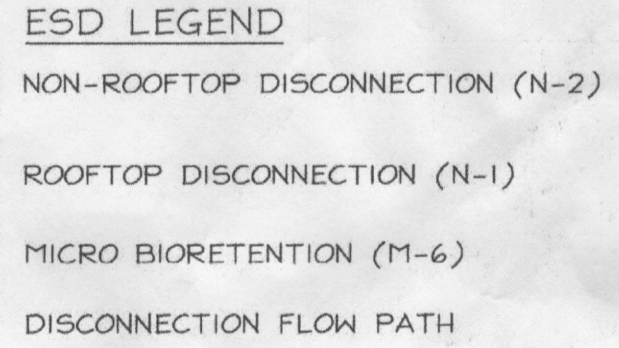 ESD LEGEND
NON-ROOFTOP DISCONNECTION (N-2)
ROOFTOP DISCONNECTION (N-1)
MICRO BIORETENTION (M-6)
DISCONNECTION FLOW PATH